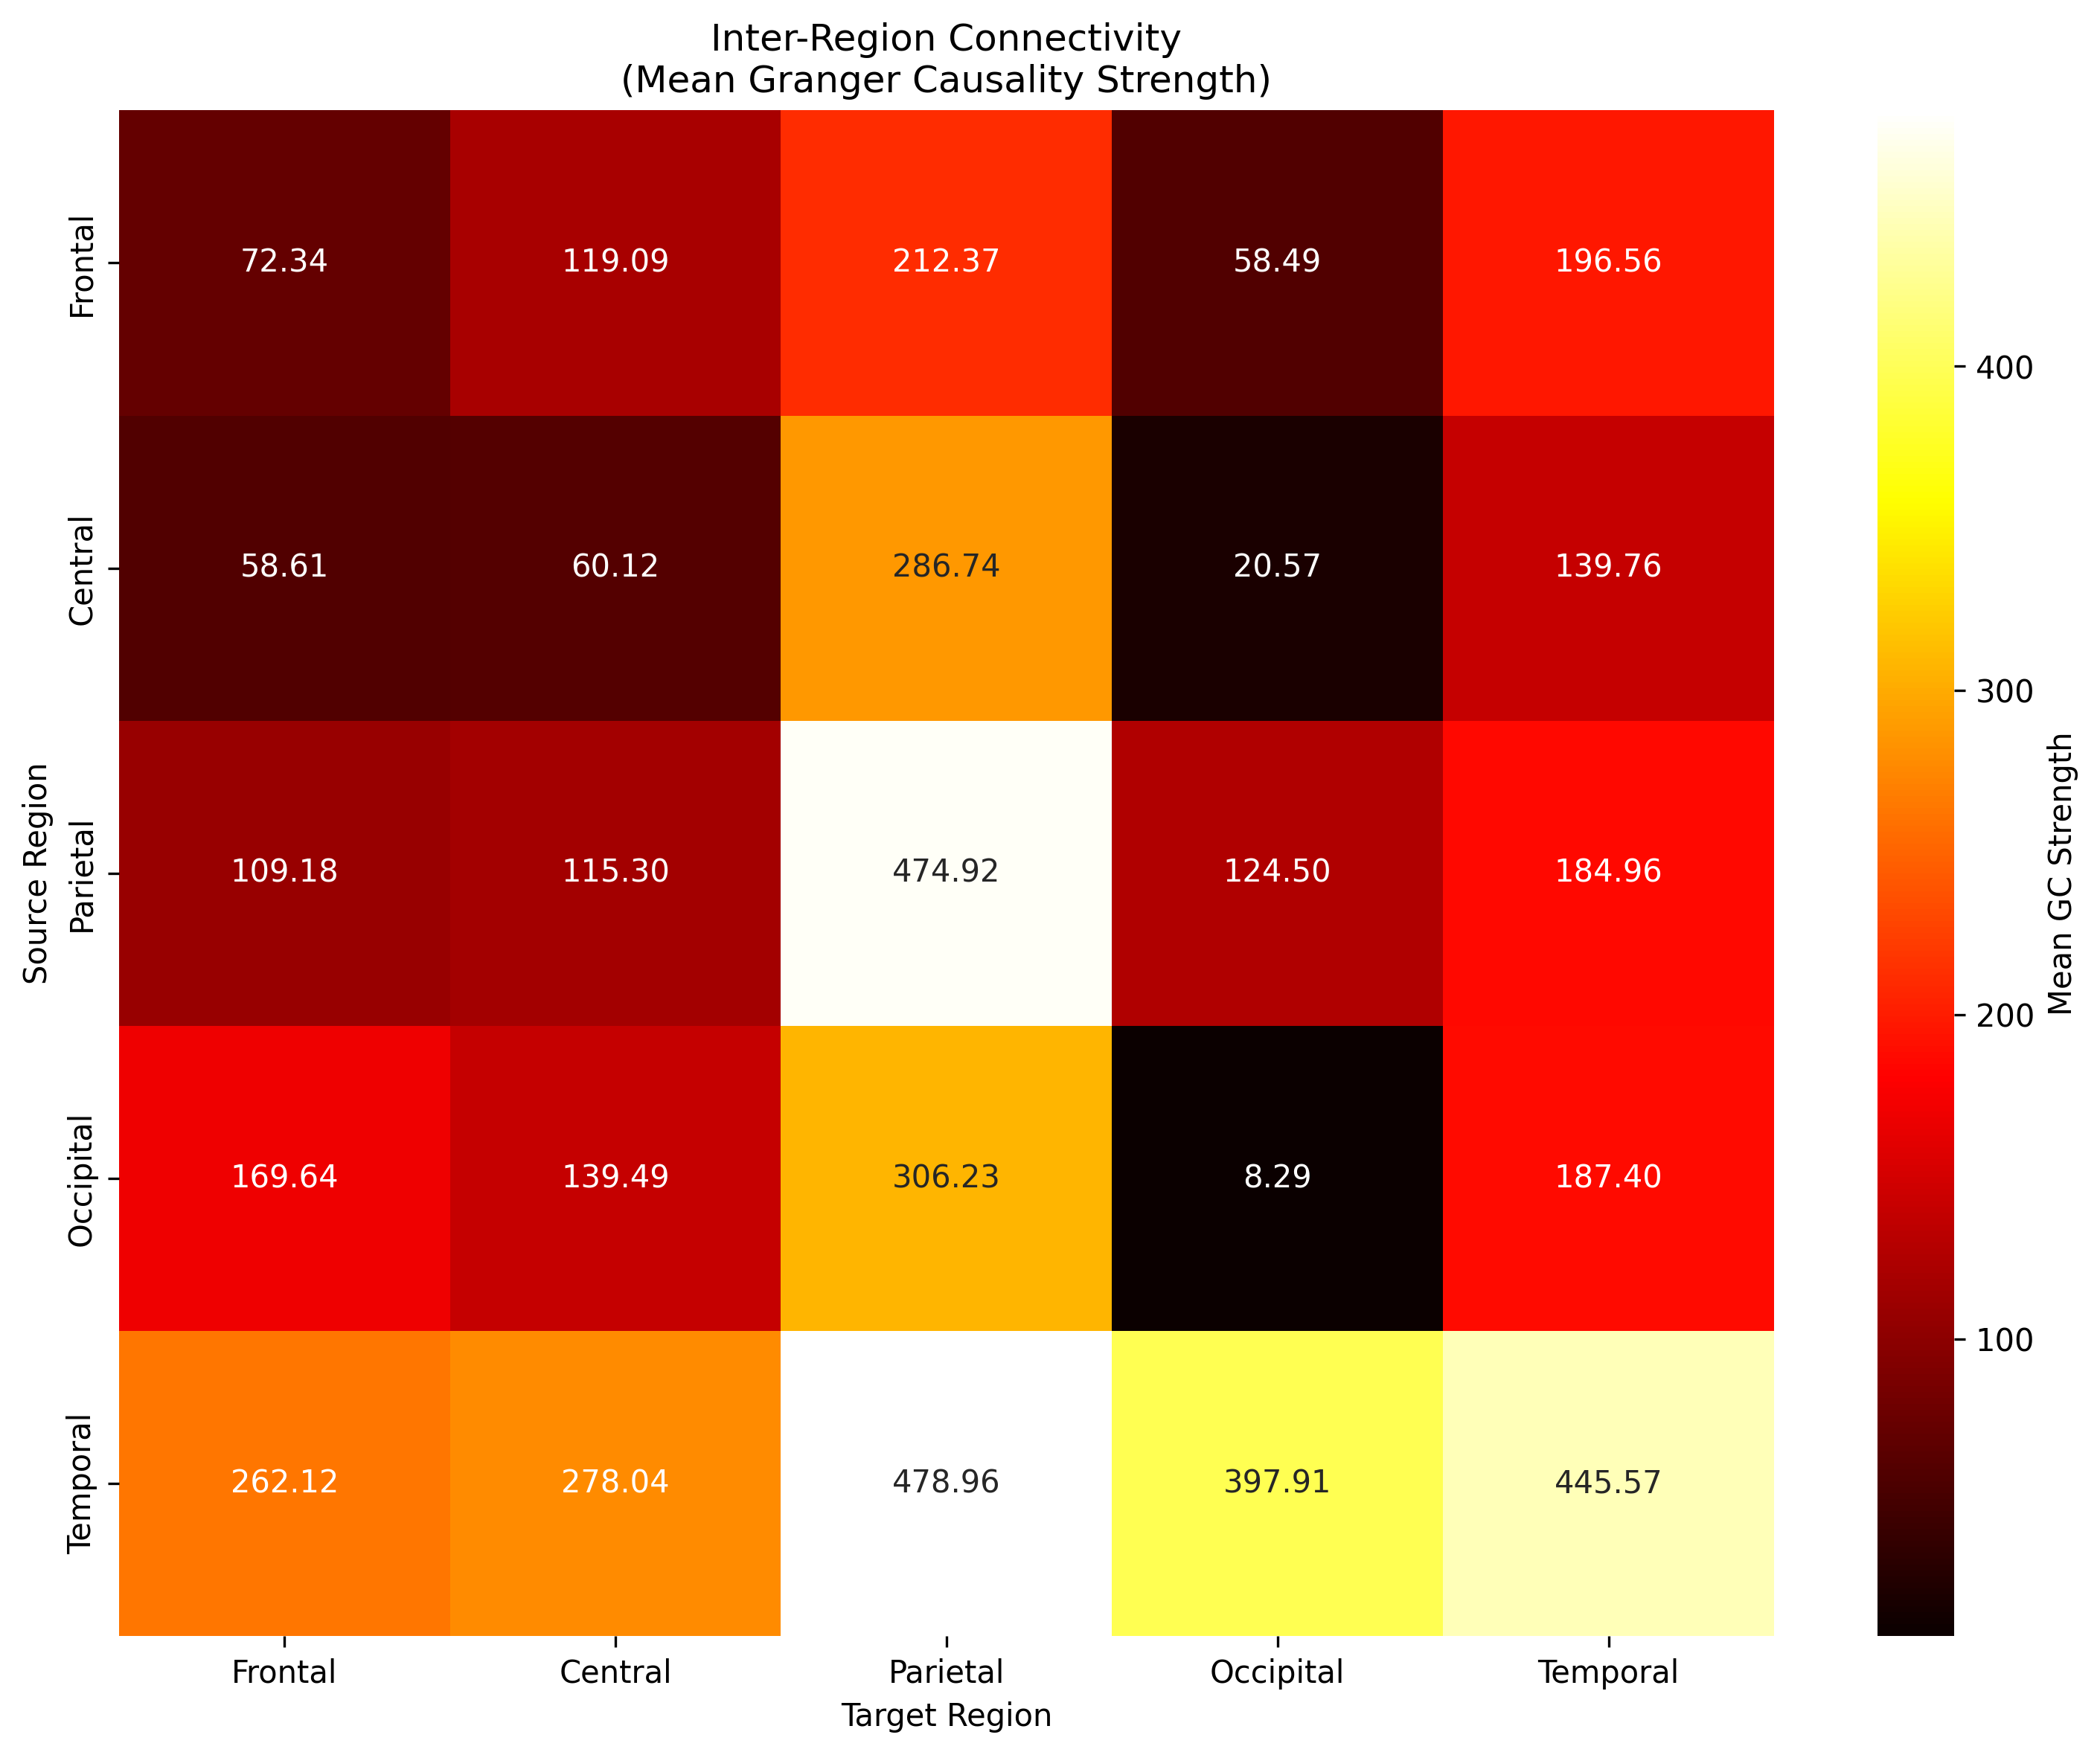 Inter-Region Connectivity
(Mean Granger Causality Strength)
Source Region
Frontal
72.34 119.09 212.37 58.49 196.56
Central
58.61 60.12 286.74 20.57 139.76
Parietal
109.18 115.30 474.92 124.50 184.96
Occipital
169.64 139.49 306.23 8.29 187.40
Temporal
262.12 278.04 478.96 397.91 445.57
Frontal Central Parietal Occipital Temporal
Target Region
400
300
200
100
Mean GC Strength